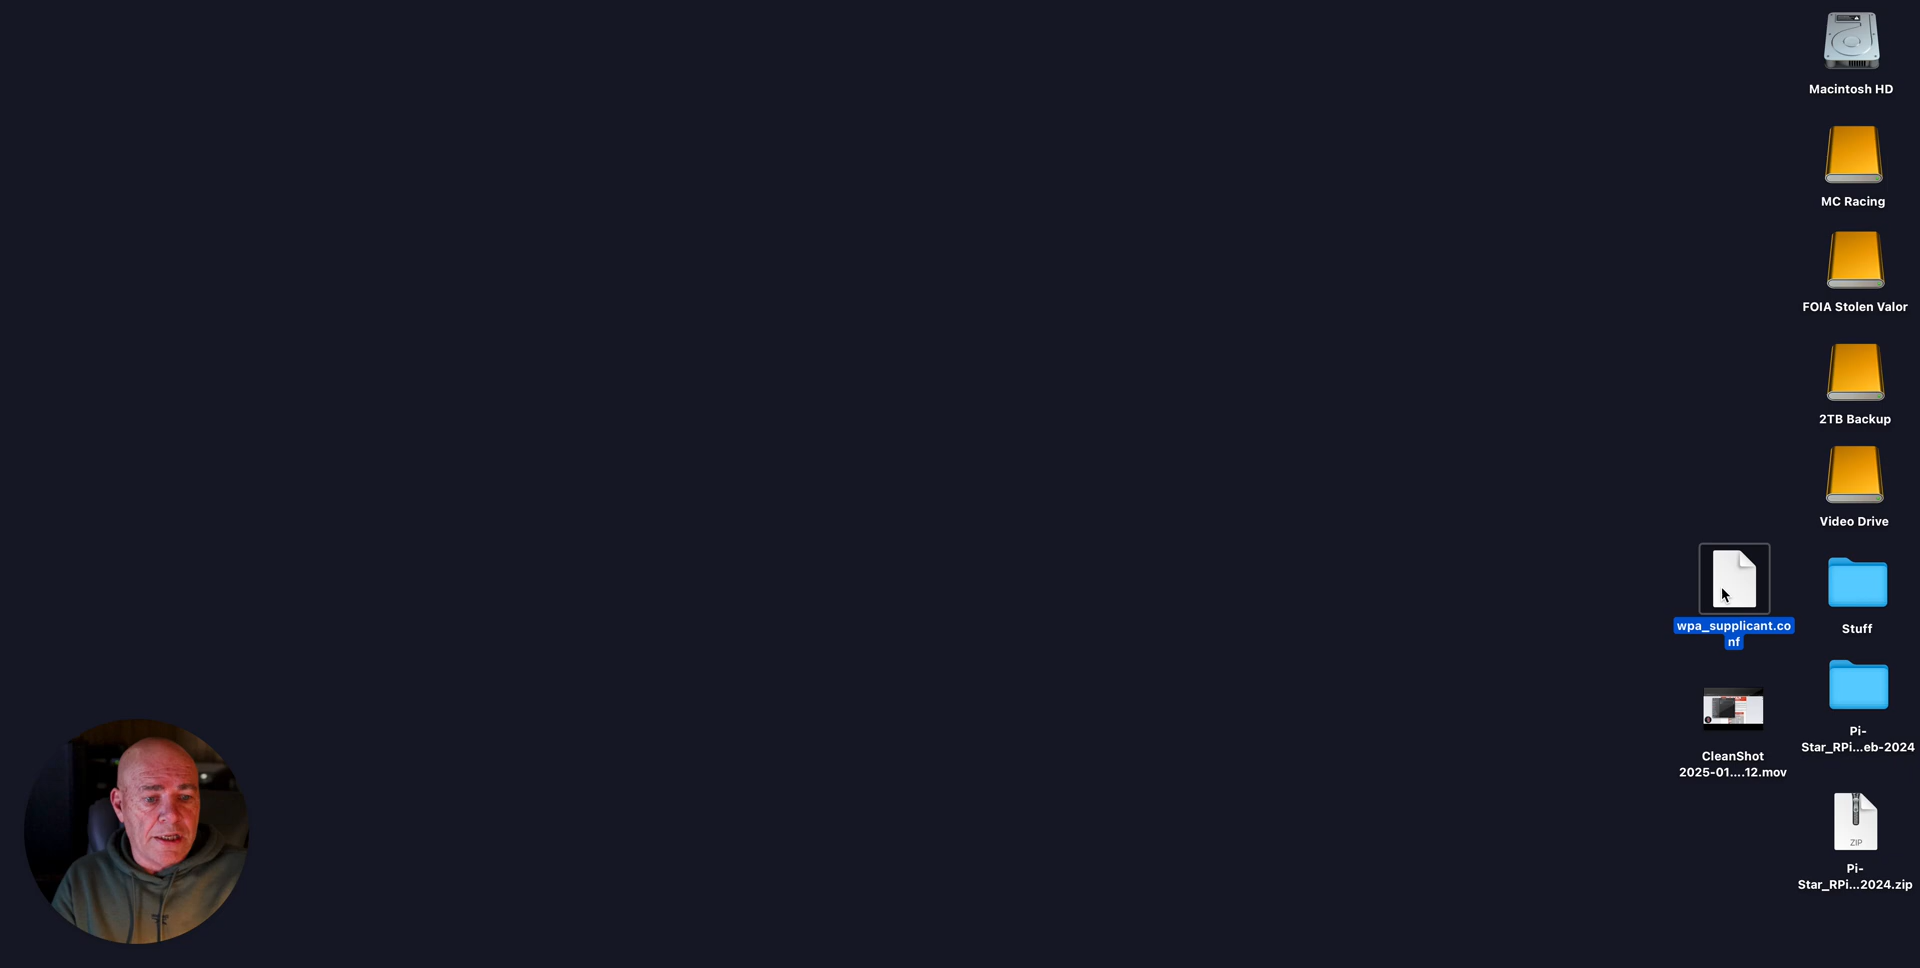 Macintosh HD
MC Racing
FOIA Stolen Valor
2TB Backup
Video Drive
wpa_supplicant.co
nf
Stuff
CleanShot
2025-01....12.mov
Pi-
Star_RPi...eb-2024
ZIP
Pi-
Star_RPi...2024.zip